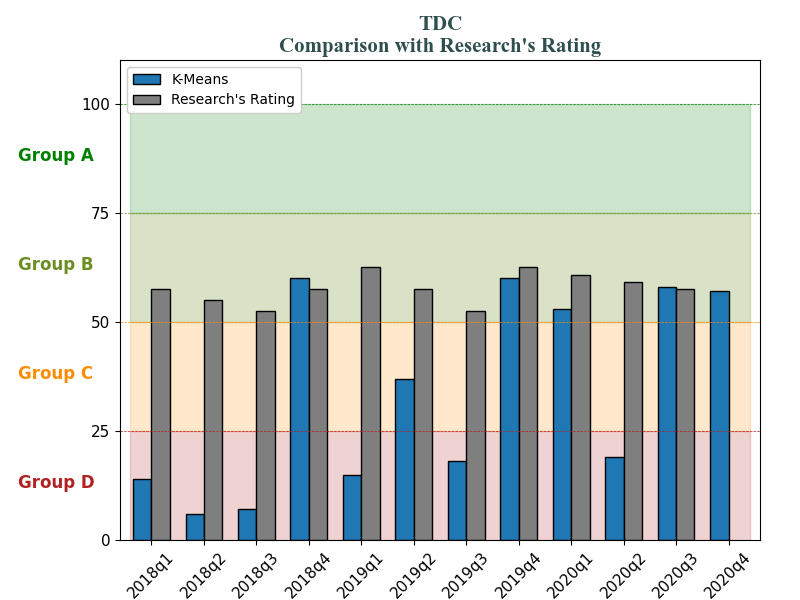 TDC
Comparison with Research's Rating
K-Means
Research's Rating
100
Group A
75
Group B
50
Group C
25
Group D
0
2018q1 2018q2 2018q3 2018q4 2019q1 2019q2 2019q3 2019q4 2020q1 2020q2 2020q3 2020q4